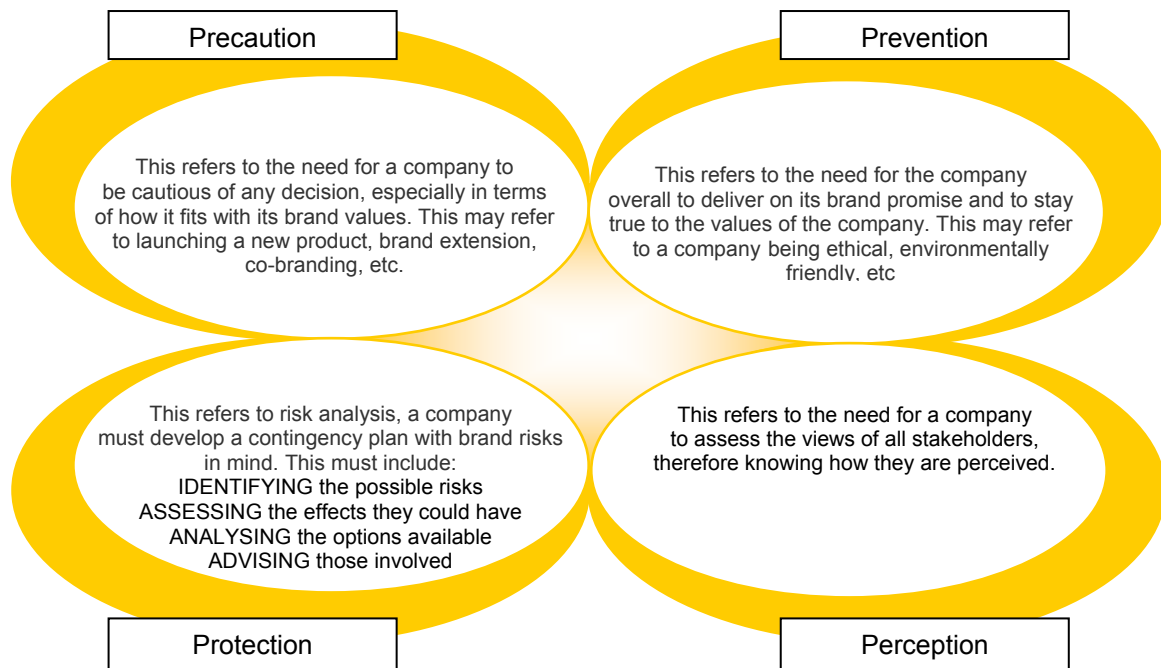 Precaution
This refers to the need for a company to
be cautious of any decision, especially in terms
of how it fits with its brand values. This may refer
to launching a new product, brand extension,
co-branding, etc.
Prevention
This refers to the need for the company
overall to deliver on its brand promise and to stay
true to the values of the company. This may refer
to a company being ethical, environmentally
friendly, etc
This refers to risk analysis, a company
must develop a contingency plan with brand risks
in mind. This must include:
IDENTIFYING the possible risks
ASSESSING the effects they could have
ANALYSING the options available
ADVISING those involved
Protection
This refers to the need for a company
to assess the views of all stakeholders,
therefore knowing how they are perceived.
Perception